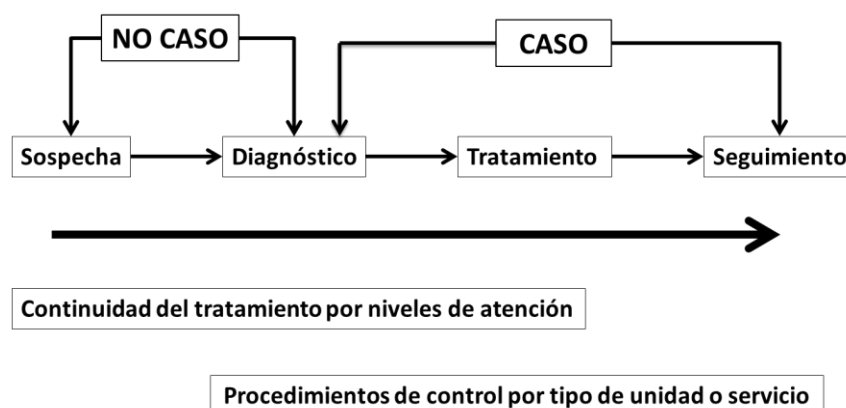 NO CASO
CASO
Sospecha
Diagnóstico
Tratamiento
Seguimiento
Continuidad del tratamiento por niveles de atención
Procedimientos de control por tipo de unidad o servicio